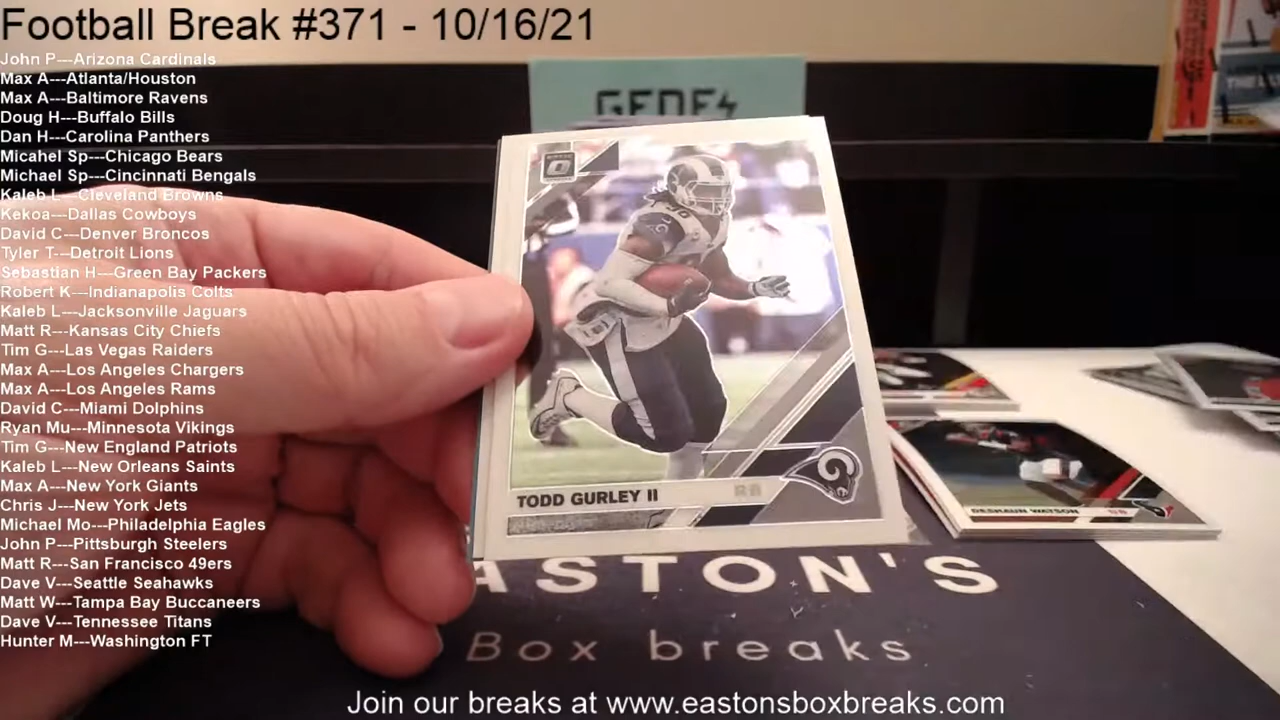 Football Break #371 - 10/16/21
John P---Arizona Cardinals
Max A---Atlanta/Houston
Max A---Baltimore Ravens
Doug H---Buffalo Bills
Dan H---Carolina Panthers
Micahel Sp---Chicago Bears
Michael Sp---Cincinnati Bengals
Kaleb L---Cleveland Browns
Kekoa---Dallas Cowboys
David C---Denver Broncos
Tyler T---Detroit Lions
Sebastian H---Green Bay Packers
Robert K---Indianapolis Colts
Kaleb L---Jacksonville Jaguars
Matt R---Kansas City Chiefs
Tim G---Las Vegas Raiders
Max A---Los Angeles Chargers
Max A---Los Angeles Rams
David C---Miami Dolphins
Ryan Mu---Minnesota Vikings
Tim G---New England Patriots
Kaleb L---New Orleans Saints
Max A---New York Giants
Chris J---New York Jets
Michael Mo---Philadelphia Eagles
John P---Pittsburgh Steelers
Matt R---San Francisco 49ers
Dave V---Seattle Seahawks
Matt W---Tampa Bay Buccaneers
Dave V---Tennessee Titans
Hunter M---Washington FT
TODD GURLEY II RB
DESHAUN WATSON QB
ASTON'S
Box breaks
Join our breaks at www.eastonsboxbreaks.com